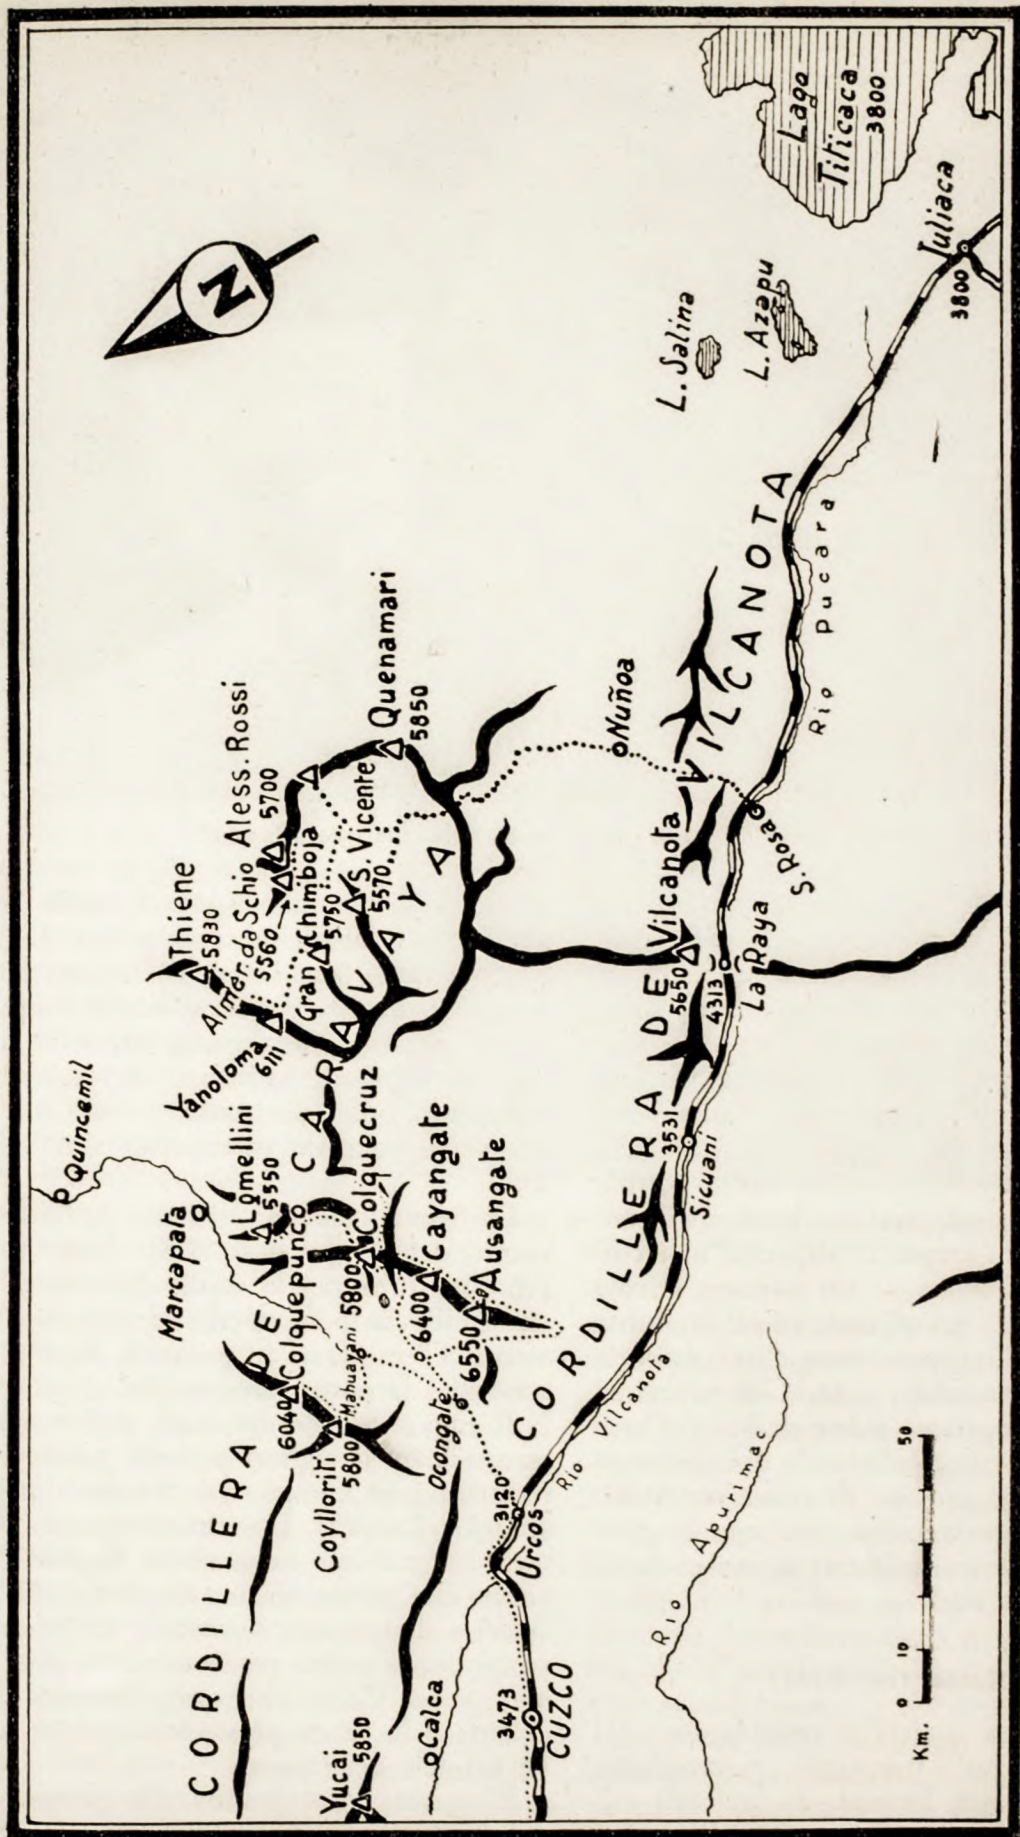 CORDILLERA DE CARAVAYA
Yucai
5850
Calca
3473
CUZCO
3120
Urcos
Coylloriti
5800
6040
Colquepunco
Mahuayani
Ocongate
Marcapata
Quincemil
Lomellini
5550
5800
Colquecruz
6400
Cayangate
6550
Ausangate
Yanoloma
6111
Thiene
5830
Almer. da Schio
5560
Aless. Rossi
5700
Gran Chimboja
5750
S. Vicente
5570
Quenamari
5850
CORDILLERA DE VILCANOTA
Rio Vilcanota
Rio Apurimac
3531
Sicuani
5650
Vilcanota
4313
La Raya
S. Rosa
Nuñoa
Rio Pucara
L. Salina
L. Azapu
Lago
Titicaca
3800
Juliaca
3800
N
Km. 0 10 50